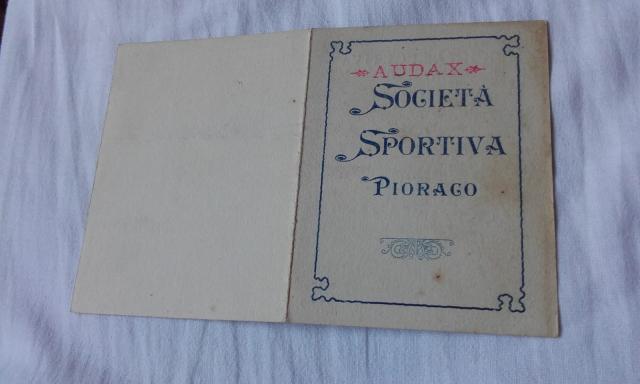 AUDAX
SOCIETÀ
SPORTIVA
PIORACO